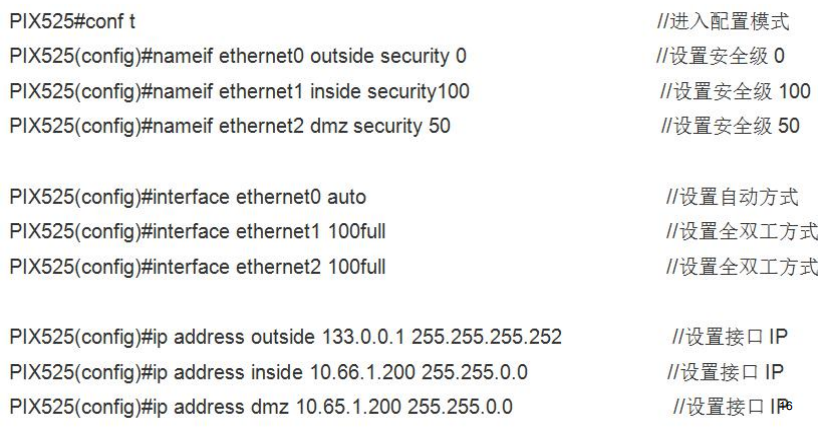 PIX525#conf t //进入配置模式
PIX525(config)#nameif ethernet0 outside security 0 //设置安全级 0
PIX525(config)#nameif ethernet1 inside security100 //设置安全级 100
PIX525(config)#nameif ethernet2 dmz security 50 //设置安全级 50
PIX525(config)#interface ethernet0 auto //设置自动方式
PIX525(config)#interface ethernet1 100full //设置全双工方式
PIX525(config)#interface ethernet2 100full //设置全双工方式
PIX525(config)#ip address outside 133.0.0.1 255.255.255.252 //设置接口 IP
PIX525(config)#ip address inside 10.66.1.200 255.255.0.0 //设置接口 IP
PIX525(config)#ip address dmz 10.65.1.200 255.255.0.0 //设置接口 IP
46